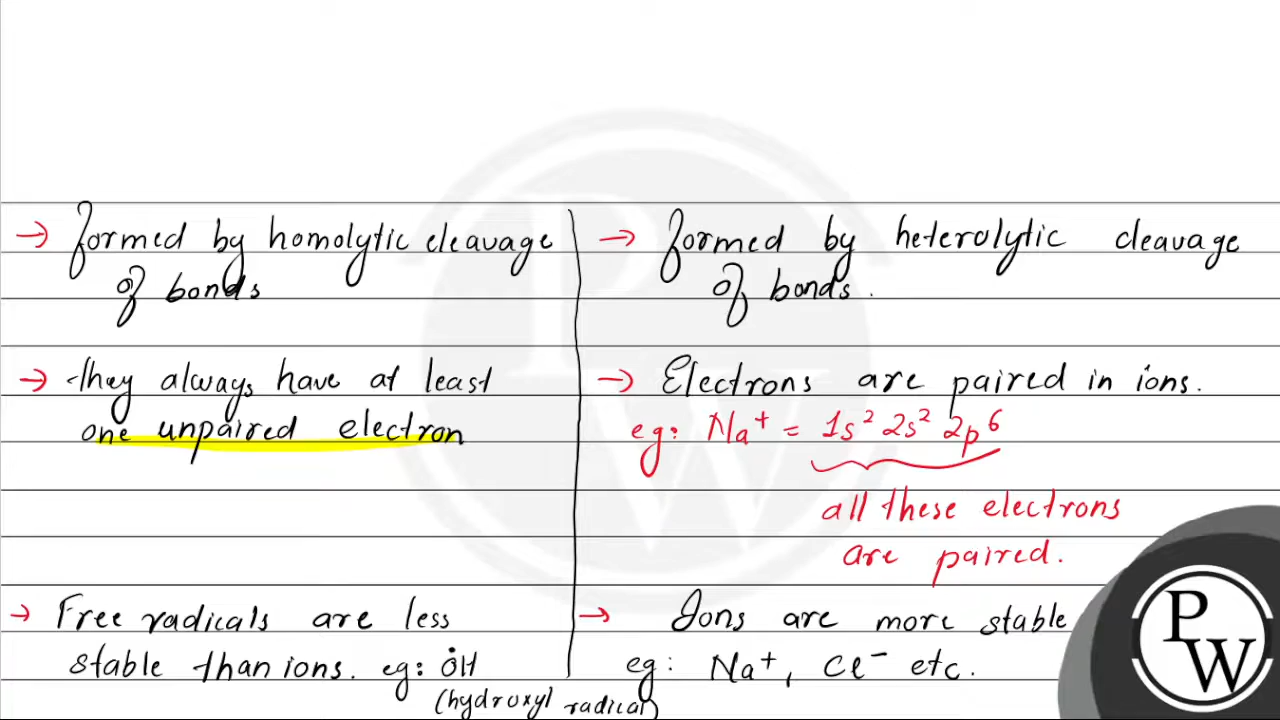 → formed by homolytic cleavage
of bonds
→ they always have at least
one unpaired electron
→ Free radicals are less
stable than ions. eg: ȮH
(hydroxyl radical)
→ formed by heterolytic cleavage
of bonds.
→ Electrons are paired in ions.
eg: Na⁺ = 1s² 2s² 2p⁶
all these electrons
are paired.
→ Ions are more stable
eg: Na⁺, Cl⁻ etc.
P
W
P
W